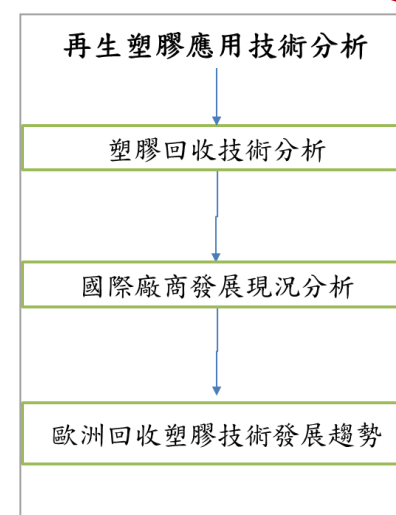 再生塑膠應用技術分析
塑膠回收技術分析
國際廠商發展現況分析
歐洲回收塑膠技術發展趨勢